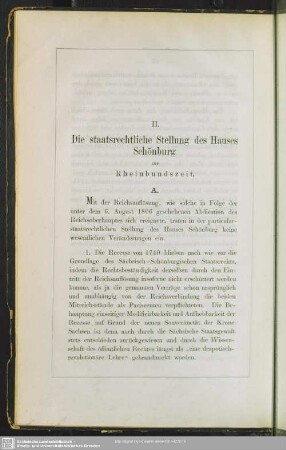 II.
Die staatsrechtliche Stellung des Hauses
Schönburg
zur
Rheinbundszeit.
A.
Mit der Reichsauflösung, wie solche in Folge der
unter dem 6. August 1806 geschehenen Abdication des
Reichsoberhauptes sich ereignete, traten in der particular-
staatsrechtlichen Stellung des Hauses Schönburg keine
wesentlichen Veränderungen ein.
1. Die Recesse von 1740 blieben nach wie vor die
Grundlage des Sächsisch-Schönburgischen Staatsrechts,
indem die Rechtsbeständigkeit derselben durch den Ein-
tritt der Reichsauflösung insoferne nicht erschüttert werden
konnte, als ja die genannten Verträge schon ursprünglich
und unabhängig von der Reichsverbindung die beiden
Mitreichsstände als Paciscenten verpflichteten. Die Be-
hauptung einseitiger Modificirbarkeit und Aufhebbarkeit der
Recesse auf Grund der neuen Souverainetät der Krone
Sachsen ist denn auch durch die Sächsische Staatsgewalt
stets entschieden zurückgewiesen und durch die Wissen-
schaft des öffentlichen Rechtes längst als „eine despotisch-
revolutionäre Lehre“ gebrandmarkt worden.